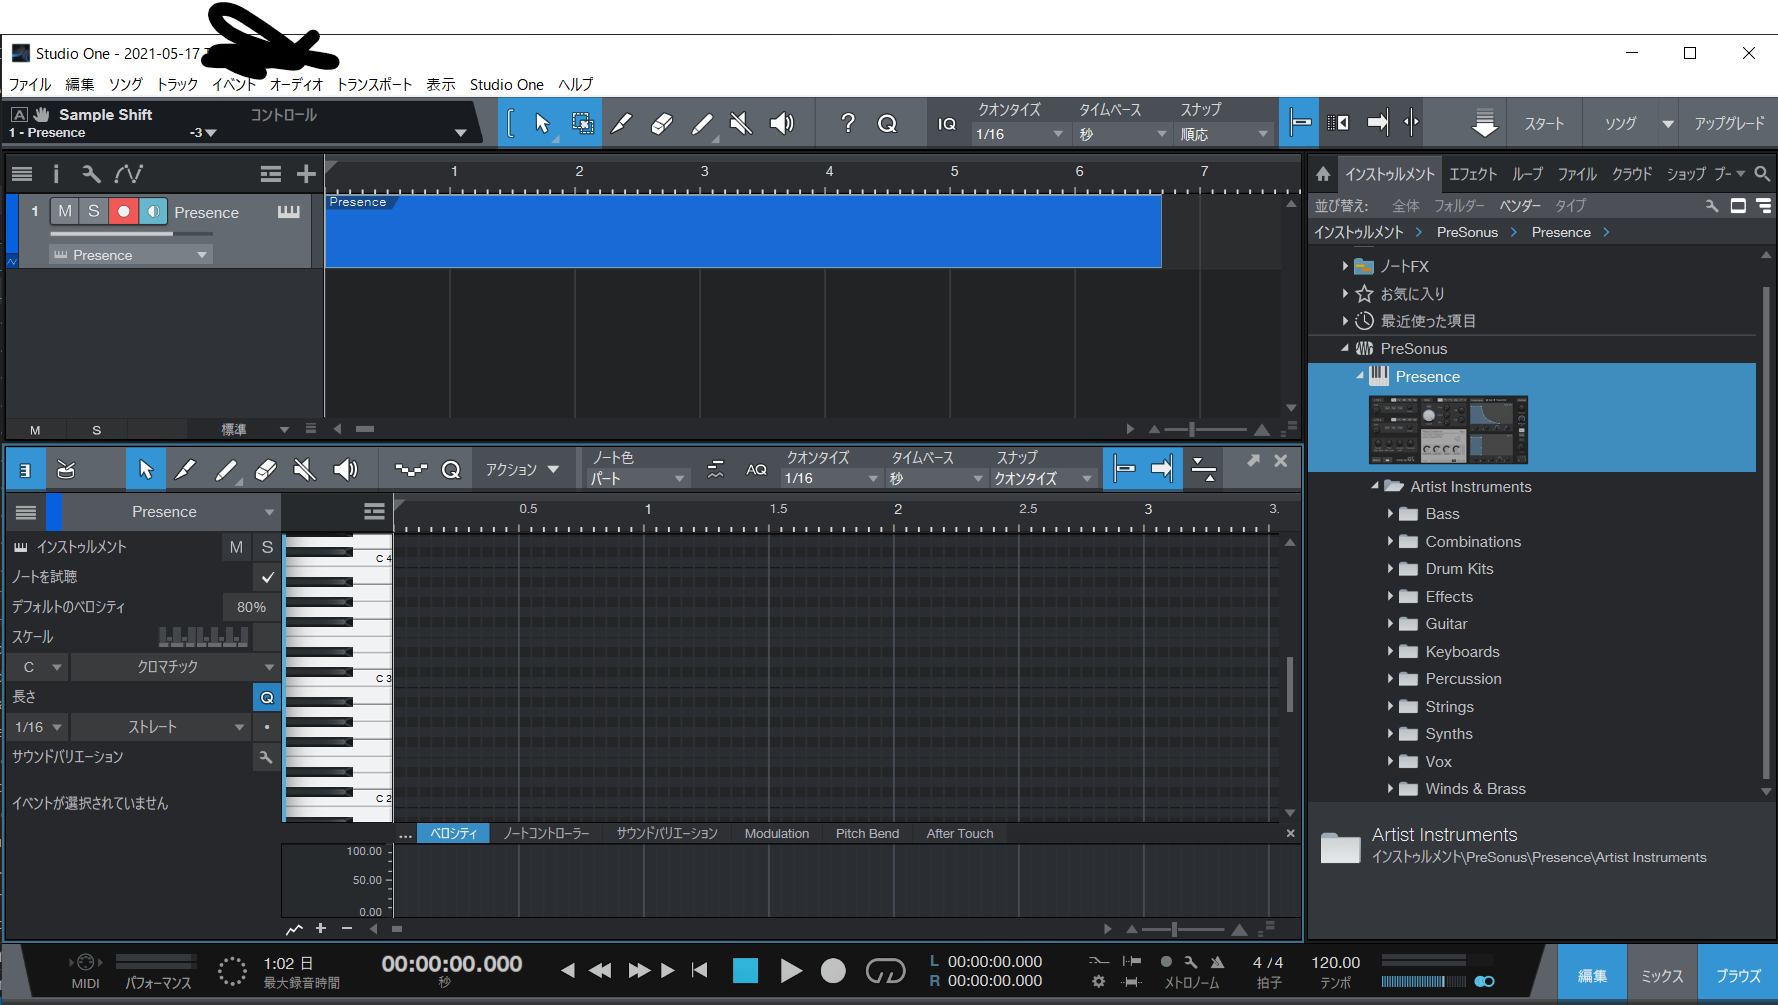 Studio One - 2021-05-17
ファイル 編集 ソング トラック イベント オーディオ トランスポート 表示 Studio One ヘルプ
A Sample Shift コントロール
1 - Presence -3
? Q IQ
クオンタイズ タイムベース スナップ
1/16 秒 順応
スタート ソング アップグレード
i 1 2 3 4 5 6 7
1 M S Presence
Presence
Presence
M S 標準
インストゥルメント エフェクト ループ ファイル クラウド ショップ プー
並び替え: 全体 フォルダー ベンダー タイプ
インストゥルメント > PreSonus > Presence >
ノートFX
お気に入り
最近使った項目
PreSonus
Presence
Artist Instruments
Bass
Combinations
Drum Kits
Effects
Guitar
Keyboards
Percussion
Strings
Synths
Vox
Winds & Brass
Artist Instruments
インストゥルメント\PreSonus\Presence\Artist Instruments
Q アクション ノート色 AQ クオンタイズ タイムベース スナップ
パート 1/16 秒 クオンタイズ
Presence 0.5 1 1.5 2 2.5 3 3.
インストゥルメント M S
C 4
ノートを試聴
デフォルトのベロシティ 80%
スケール
C クロマチック
C 3
長さ Q
1/16 ストレート
サウンドバリエーション
C 2
イベントが選択されていません
... ベロシティ ノートコントローラー サウンドバリエーション Modulation Pitch Bend After Touch
100.00
50.00
0.00
MIDI パフォーマンス
1:02 日
最大録音時間
00:00:00.000
秒
L 00:00:00.000
R 00:00:00.000
メトロノーム
4 / 4
拍子
120.00
テンポ
編集 ミックス ブラウズ